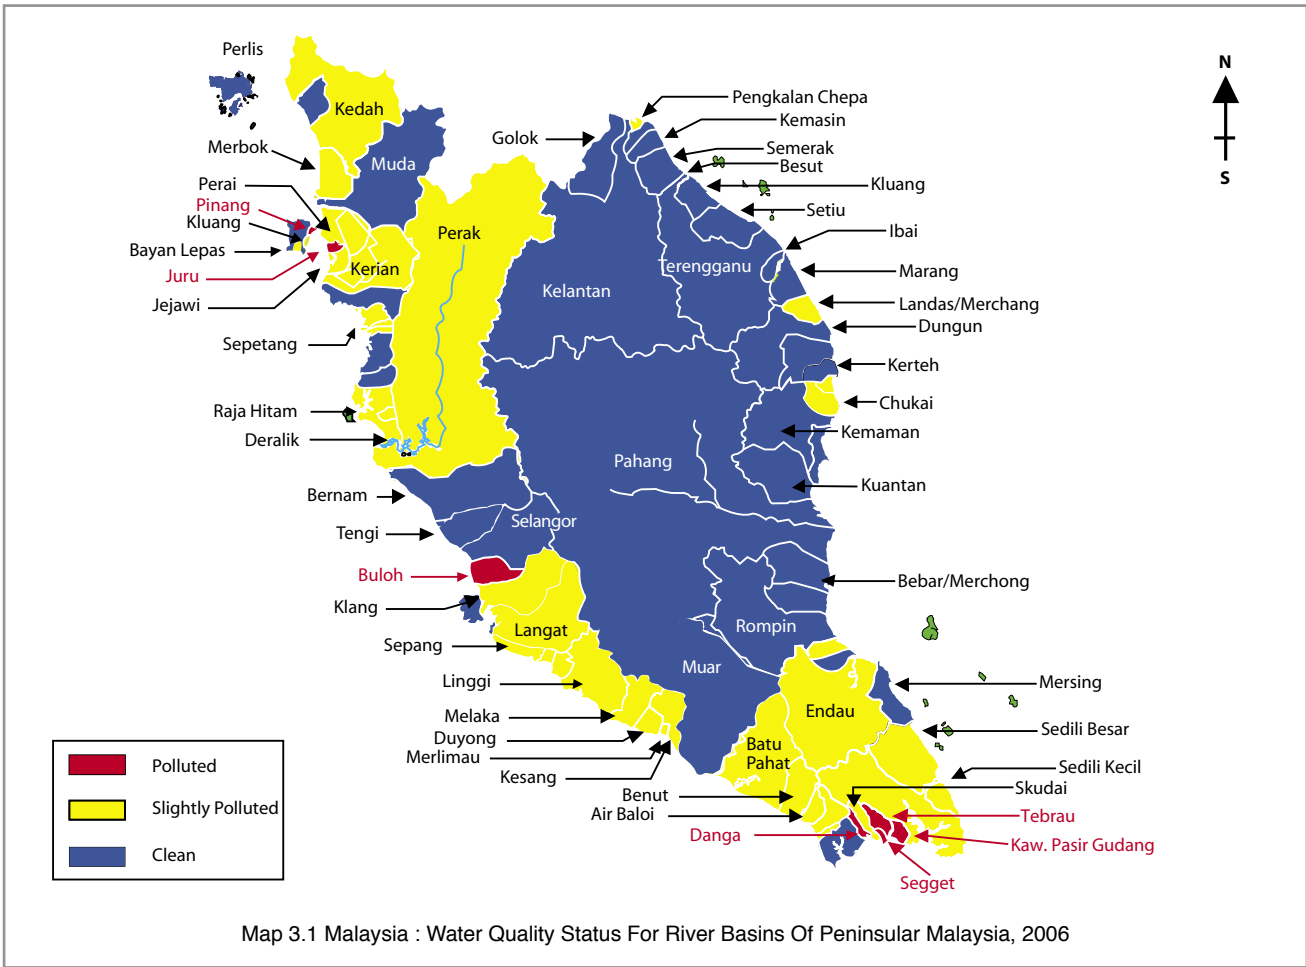 Perlis
N
S
Kedah
Pengkalan Chepa
Kemasin
Golok
Semerak
Besut
Merbok
Muda
Kluang
Perai
Pinang
Kluang
Setiu
Bayan Lepas
Perak
Ibai
Juru
Kerian
Terengganu
Marang
Jejawi
Kelantan
Landas/Merchang
Dungun
Sepetang
Kerteh
Raja Hitam
Chukai
Deralik
Kemaman
Pahang
Kuantan
Bernam
Selangor
Tengi
Buloh
Bebar/Merchong
Klang
Langat
Rompin
Sepang
Muar
Linggi
Mersing
Melaka
Endau
Duyong
Sedili Besar
Merlimau
Batu
Pahat
Kesang
Sedili Kecil
Skudai
Benut
Air Baloi
Tebrau
Danga
Kaw. Pasir Gudang
Segget
Polluted
Slightly Polluted
Clean
Map 3.1 Malaysia : Water Quality Status For River Basins Of Peninsular Malaysia, 2006